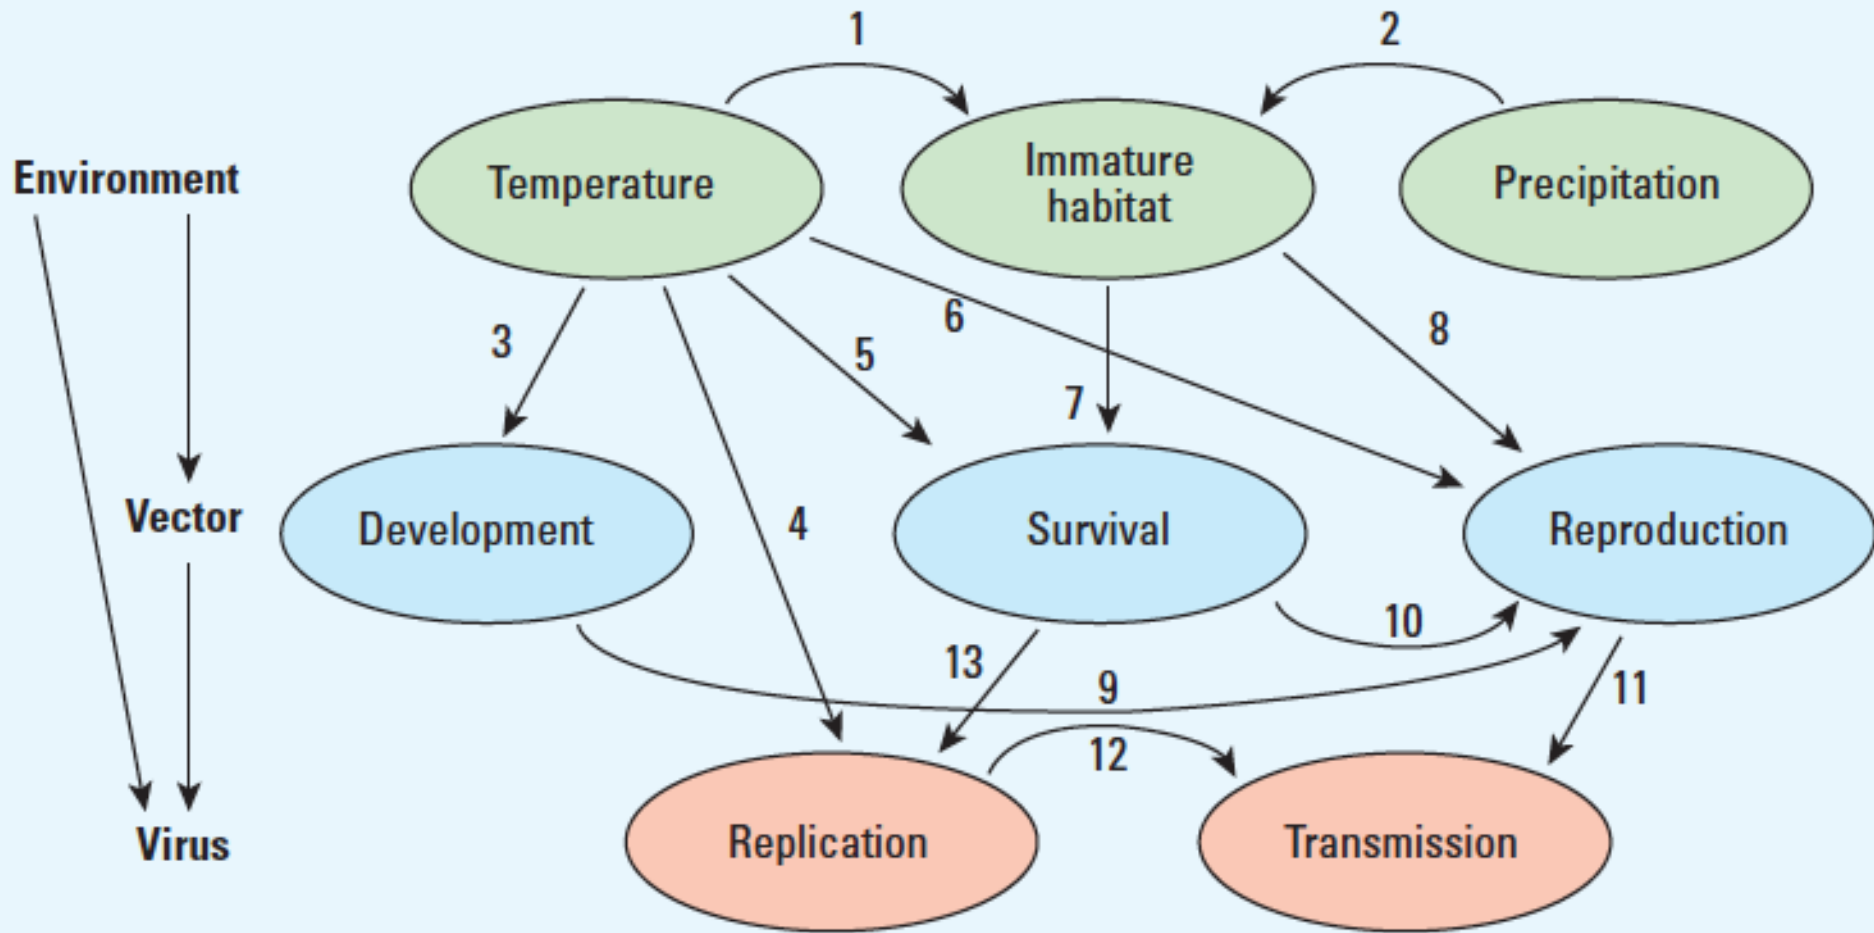 1
2
Environment
Temperature
Immature
habitat
Precipitation
3
5
6
7
8
4
Vector
Development
Survival
Reproduction
13
9
10
11
12
Virus
Replication
Transmission